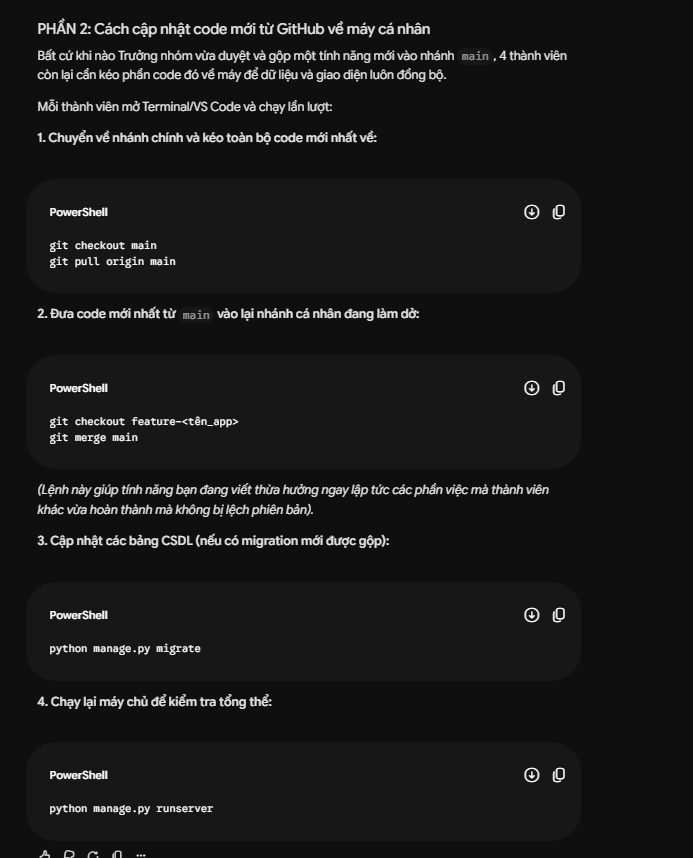 PHẦN 2: Cách cập nhật code mới từ GitHub về máy cá nhân
Bất cứ khi nào Trưởng nhóm vừa duyệt và gộp một tính năng mới vào nhánh main, 4 thành viên
còn lại cần kéo phần code đó về máy để dữ liệu và giao diện luôn đồng bộ.
Mỗi thành viên mở Terminal/VS Code và chạy lần lượt:
1. Chuyển về nhánh chính và kéo toàn bộ code mới nhất về:
PowerShell
git checkout main
git pull origin main
2. Đưa code mới nhất từ main vào lại nhánh cá nhân đang làm dở:
PowerShell
git checkout feature-<tên_app>
git merge main
(Lệnh này giúp tính năng bạn đang viết thừa hưởng ngay lập tức các phần việc mà thành viên
khác vừa hoàn thành mà không bị lệch phiên bản).
3. Cập nhật các bảng CSDL (nếu có migration mới được gộp):
PowerShell
python manage.py migrate
4. Chạy lại máy chủ để kiểm tra tổng thể:
PowerShell
python manage.py runserver